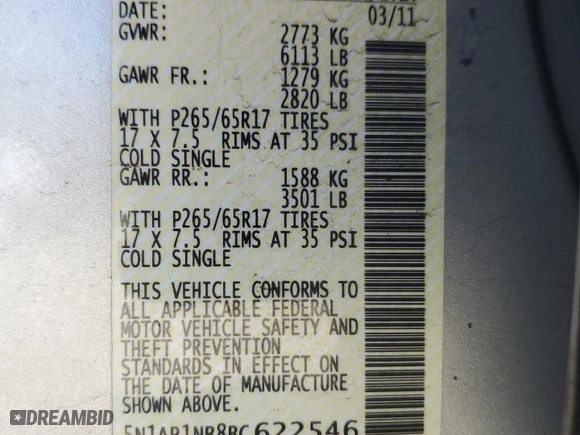 DATE: 03/11
GVWR: 2773 KG
6113 LB
GAWR FR.: 1279 KG
2820 LB
WITH P265/65R17 TIRES
17 X 7.5 RIMS AT 35 PSI
COLD SINGLE
GAWR RR.: 1588 KG
3501 LB
WITH P265/65R17 TIRES
17 X 7.5 RIMS AT 35 PSI
COLD SINGLE
THIS VEHICLE CONFORMS TO
ALL APPLICABLE FEDERAL
MOTOR VEHICLE SAFETY AND
THEFT PREVENTION
STANDARDS IN EFFECT ON
THE DATE OF MANUFACTURE
SHOWN ABOVE.
5N1AR1NB8BC622546
DREAMBID